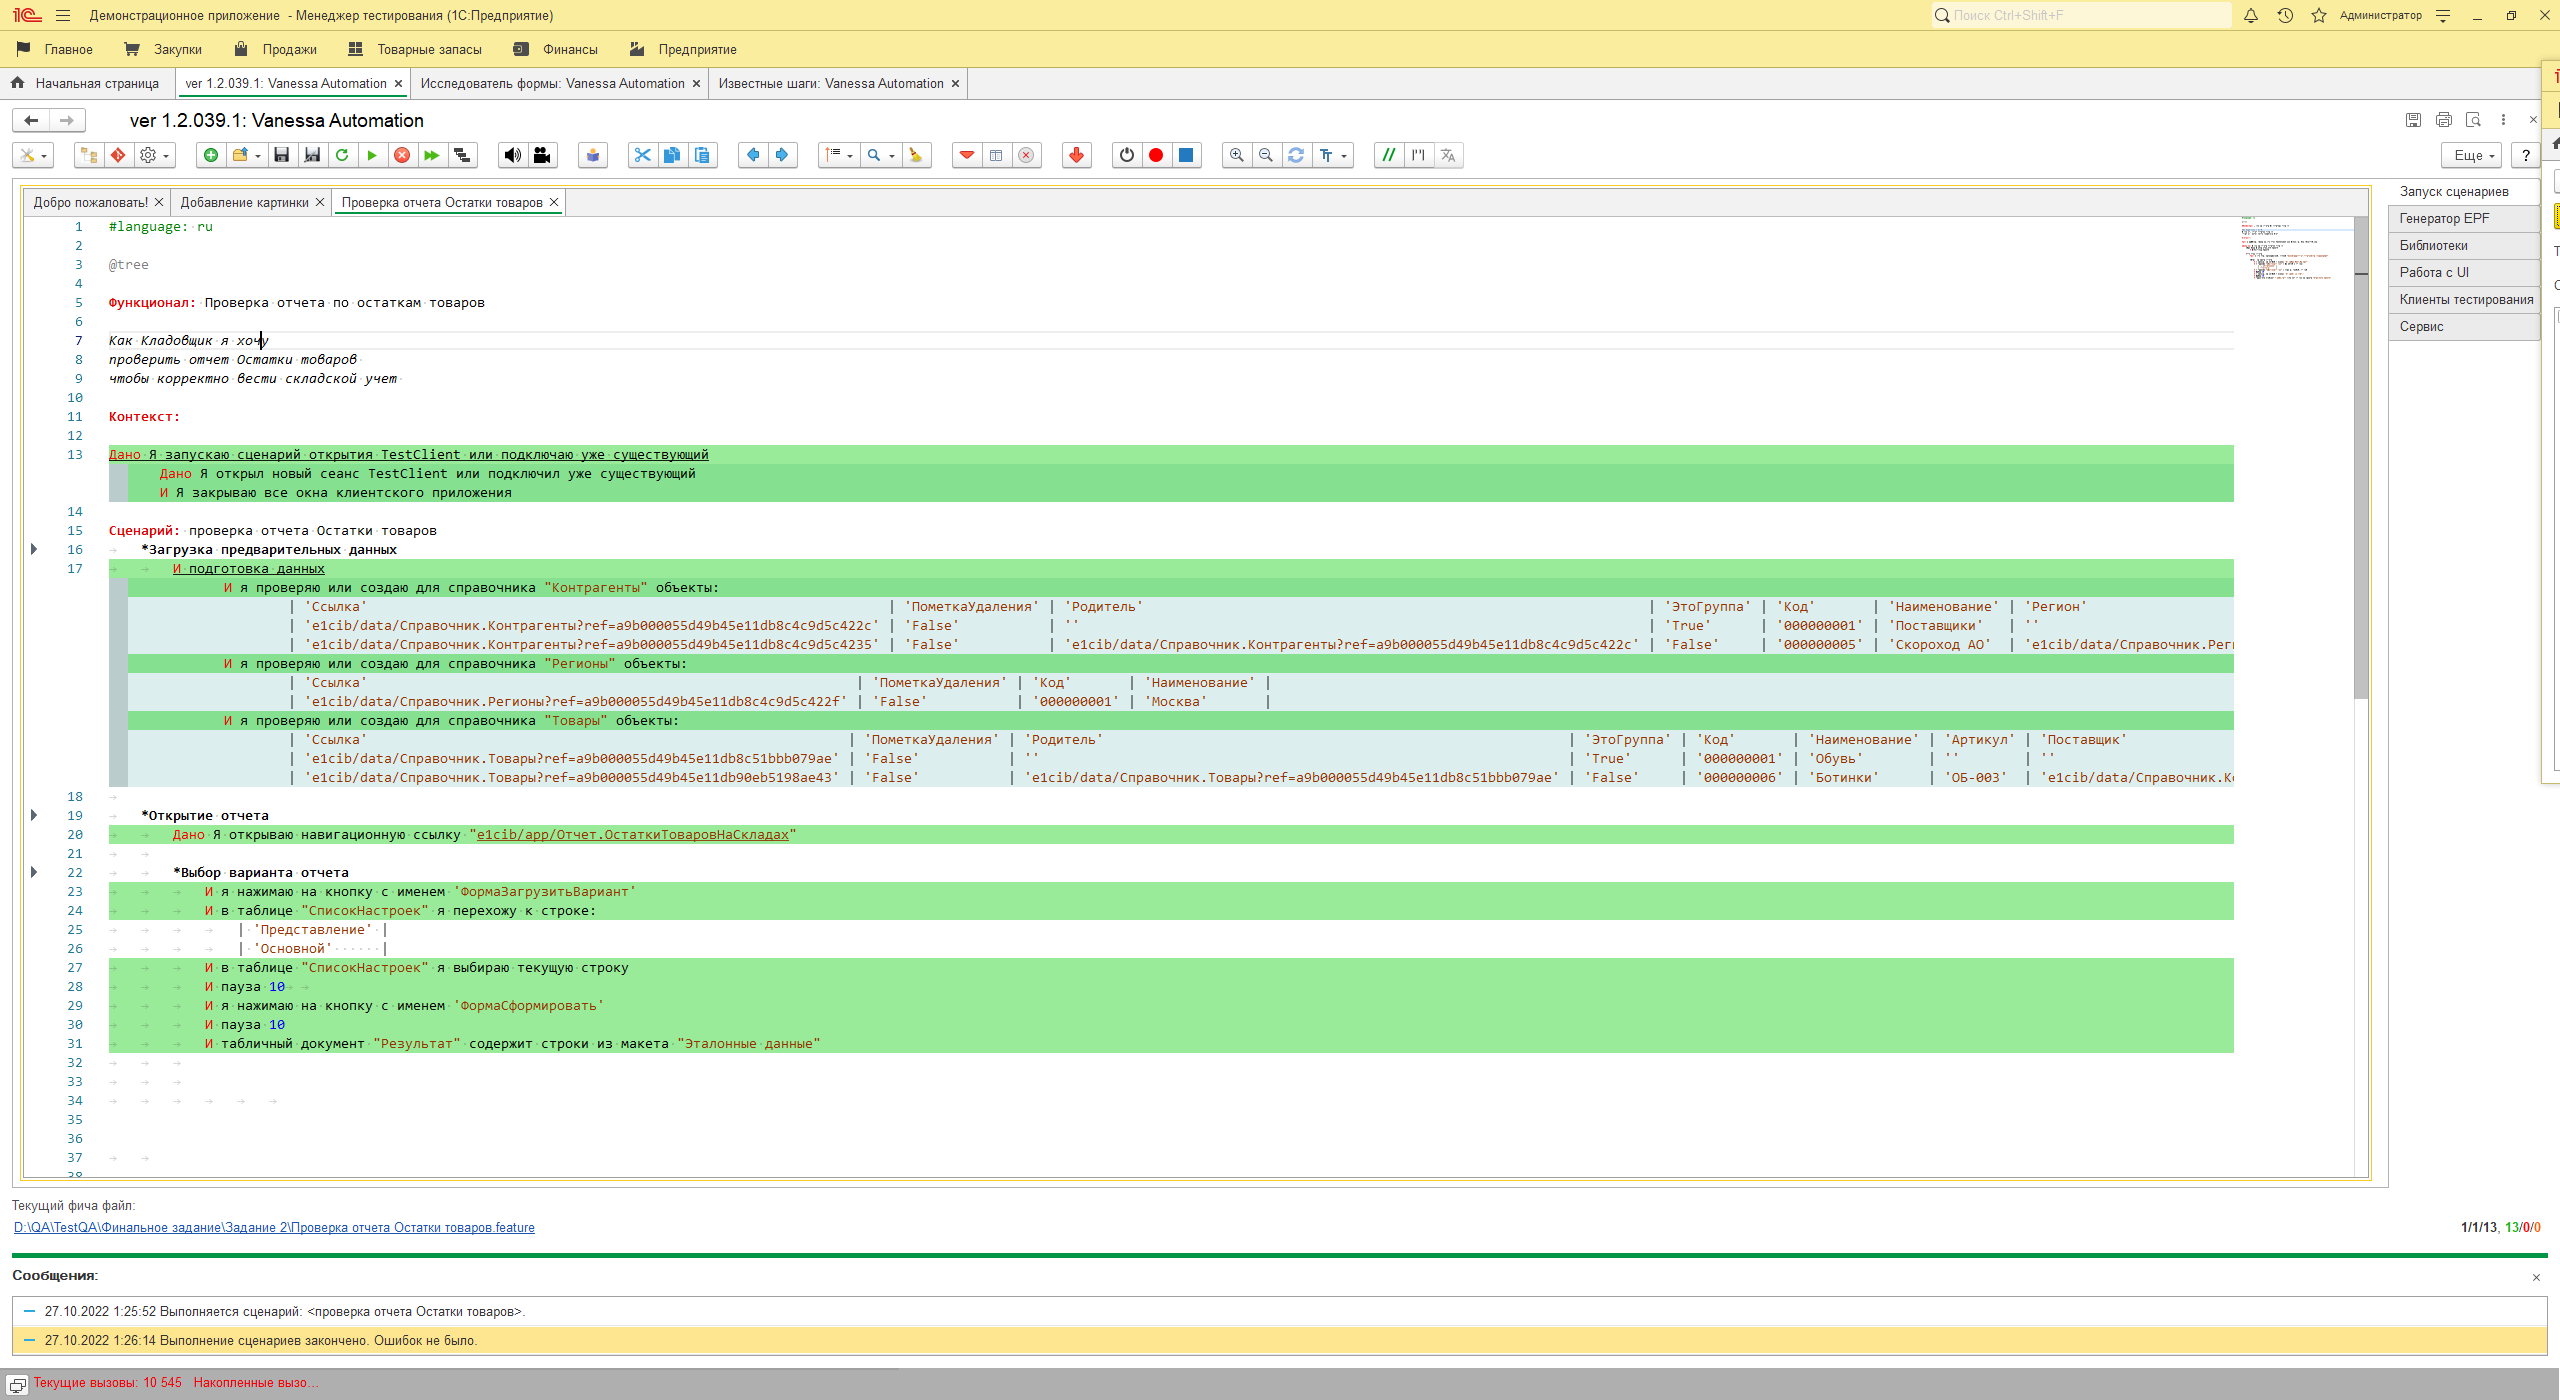 Демонстрационное приложение - Менеджер тестирования (1С:Предприятие)
Поиск Ctrl+Shift+F
Администратор
Главное Закупки Продажи Товарные запасы Финансы Предприятие
Начальная страница
ver 1.2.039.1: Vanessa Automation
Исследователь формы: Vanessa Automation
Известные шаги: Vanessa Automation
ver 1.2.039.1: Vanessa Automation
Еще
?
Добро пожаловать!
Добавление картинки
Проверка отчета Остатки товаров
Запуск сценариев
Генератор EPF
Библиотеки
Работа с UI
Клиенты тестирования
Сервис
1 #language: ru
2
3 @tree
4
5 Функционал: Проверка отчета по остаткам товаров
6
7 Как Кладовщик я хочу
8 проверить отчет Остатки товаров
9 чтобы корректно вести складской учет
10
11 Контекст:
12
13 Дано Я запускаю сценарий открытия TestClient или подключаю уже существующий
Дано Я открыл новый сеанс TestClient или подключил уже существующий
И Я закрываю все окна клиентского приложения
14
15 Сценарий: проверка отчета Остатки товаров
16 *Загрузка предварительных данных
17 И подготовка данных
И я проверяю или создаю для справочника "Контрагенты" объекты:
| 'Ссылка' | 'ПометкаУдаления' | 'Родитель' | 'ЭтоГруппа' | 'Код' | 'Наименование' | 'Регион'
| 'e1cib/data/Справочник.Контрагенты?ref=a9b000055d49b45e11db8c4c9d5c422c' | 'False' | '' | 'True' | '000000001' | 'Поставщики' | ''
| 'e1cib/data/Справочник.Контрагенты?ref=a9b000055d49b45e11db8c4c9d5c4235' | 'False' | 'e1cib/data/Справочник.Контрагенты?ref=a9b000055d49b45e11db8c4c9d5c422c' | 'False' | '000000005' | 'Скороход АО' | 'e1cib/data/Справочник.Рег
И я проверяю или создаю для справочника "Регионы" объекты:
| 'Ссылка' | 'ПометкаУдаления' | 'Код' | 'Наименование' |
| 'e1cib/data/Справочник.Регионы?ref=a9b000055d49b45e11db8c4c9d5c422f' | 'False' | '000000001' | 'Москва' |
И я проверяю или создаю для справочника "Товары" объекты:
| 'Ссылка' | 'ПометкаУдаления' | 'Родитель' | 'ЭтоГруппа' | 'Код' | 'Наименование' | 'Артикул' | 'Поставщик'
| 'e1cib/data/Справочник.Товары?ref=a9b000055d49b45e11db8c51bbb079ae' | 'False' | '' | 'True' | '000000001' | 'Обувь' | '' | ''
| 'e1cib/data/Справочник.Товары?ref=a9b000055d49b45e11db90eb5198ae43' | 'False' | 'e1cib/data/Справочник.Товары?ref=a9b000055d49b45e11db8c51bbb079ae' | 'False' | '000000006' | 'Ботинки' | 'ОБ-003' | 'e1cib/data/Справочник.Ко
18
19 *Открытие отчета
20 Дано Я открываю навигационную ссылку "e1cib/app/Отчет.ОстаткиТоваровНаСкладах"
21
22 *Выбор варианта отчета
23 И я нажимаю на кнопку с именем 'ФормаЗагрузитьВариант'
24 И в таблице "СписокНастроек" я перехожу к строке:
25 | 'Представление' |
26 | 'Основной' |
27 И в таблице "СписокНастроек" я выбираю текущую строку
28 И пауза 10
29 И я нажимаю на кнопку с именем 'ФормаСформировать'
30 И пауза 10
31 И табличный документ "Результат" содержит строки из макета "Эталонные данные"
32
33
34
35
36
37
38
Текущий фича файл:
D:\QA\TestQA\Финальное задание\Задание 2\Проверка отчета Остатки товаров.feature
1/1/13, 13/0/0
Сообщения:
27.10.2022 1:25:52 Выполняется сценарий: <проверка отчета Остатки товаров>.
27.10.2022 1:26:14 Выполнение сценариев закончено. Ошибок не было.
Текущие вызовы: 10 545 Накопленные вызо...